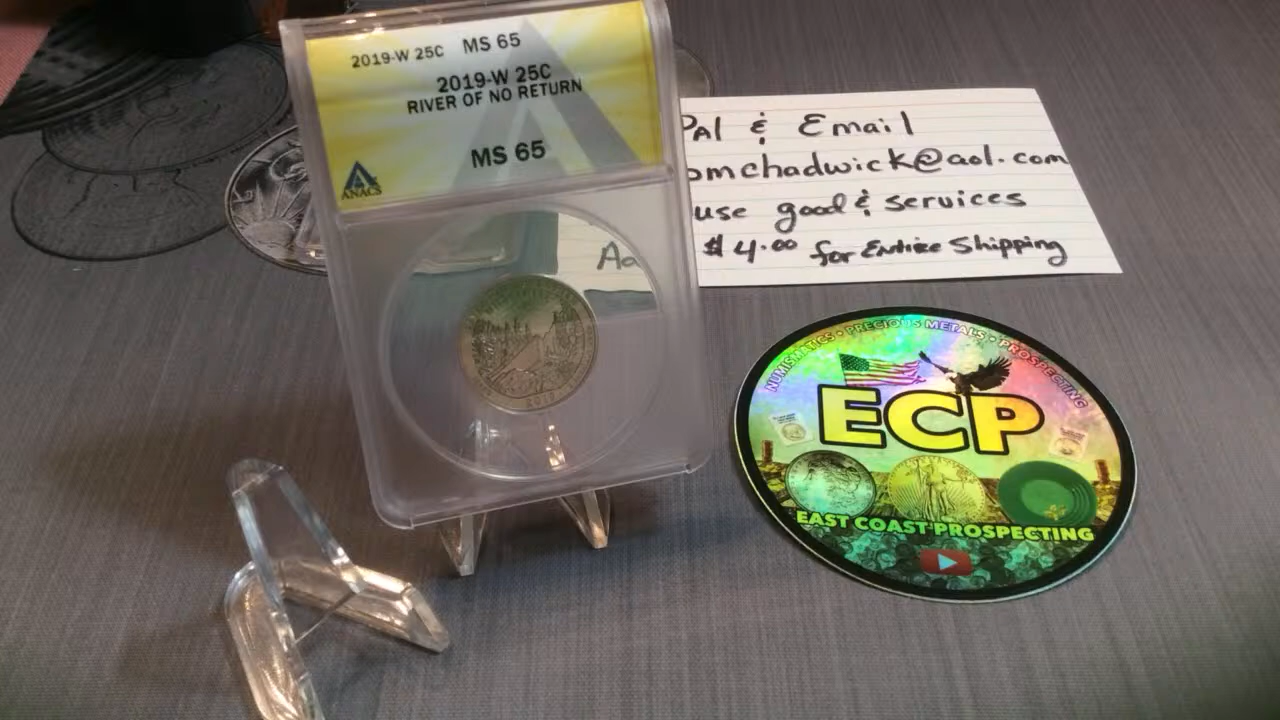 2019-W 25C MS 65
2019-W 25C
RIVER OF NO RETURN
MS 65
ANACS
Pal & Email
omchadwick@aol.com
use good & services
$4.00 for Entire Shipping
2019
NUMISMATICS • PRECIOUS METALS • PROSPECTING
ECP
EAST COAST PROSPECTING